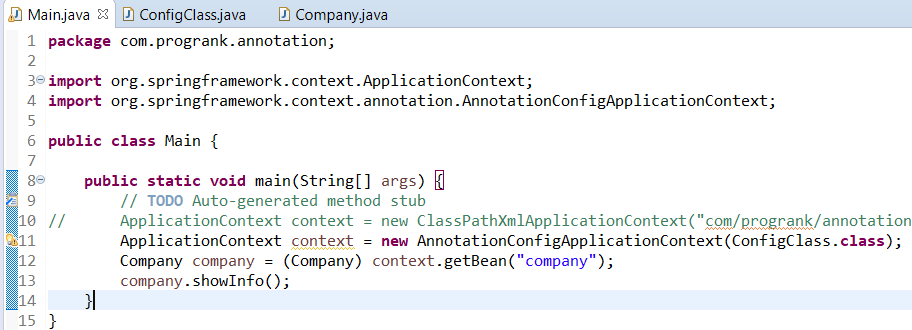 Main.java ConfigClass.java Company.java
1 package com.progrank.annotation;
2
3 import org.springframework.context.ApplicationContext;
4 import org.springframework.context.annotation.AnnotationConfigApplicationContext;
5
6 public class Main {
7
8 public static void main(String[] args) {
9 // TODO Auto-generated method stub
10 // ApplicationContext context = new ClassPathXmlApplicationContext("com/progrank/annotation
11 ApplicationContext context = new AnnotationConfigApplicationContext(ConfigClass.class);
12 Company company = (Company) context.getBean("company");
13 company.showInfo();
14 }
15 }